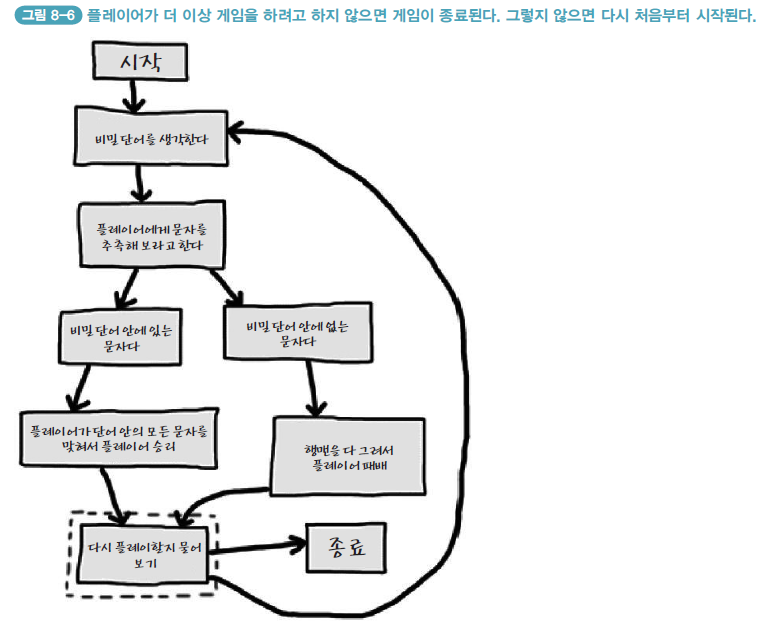 그림 8-6 플레이어가 더 이상 게임을 하려고 하지 않으면 게임이 종료된다. 그렇지 않으면 다시 처음부터 시작된다.
시작
비밀 단어를 생각한다
플레이어에게 문자를
추측해 보라고 한다
비밀 단어 안에 있는
문자다
비밀 단어 안에 없는
문자다
플레이어가 단어 안의 모든 문자를
맞혀서 플레이어 승리
행맨을 다 그려서
플레이어 패배
다시 플레이할지 물어
보기
종료